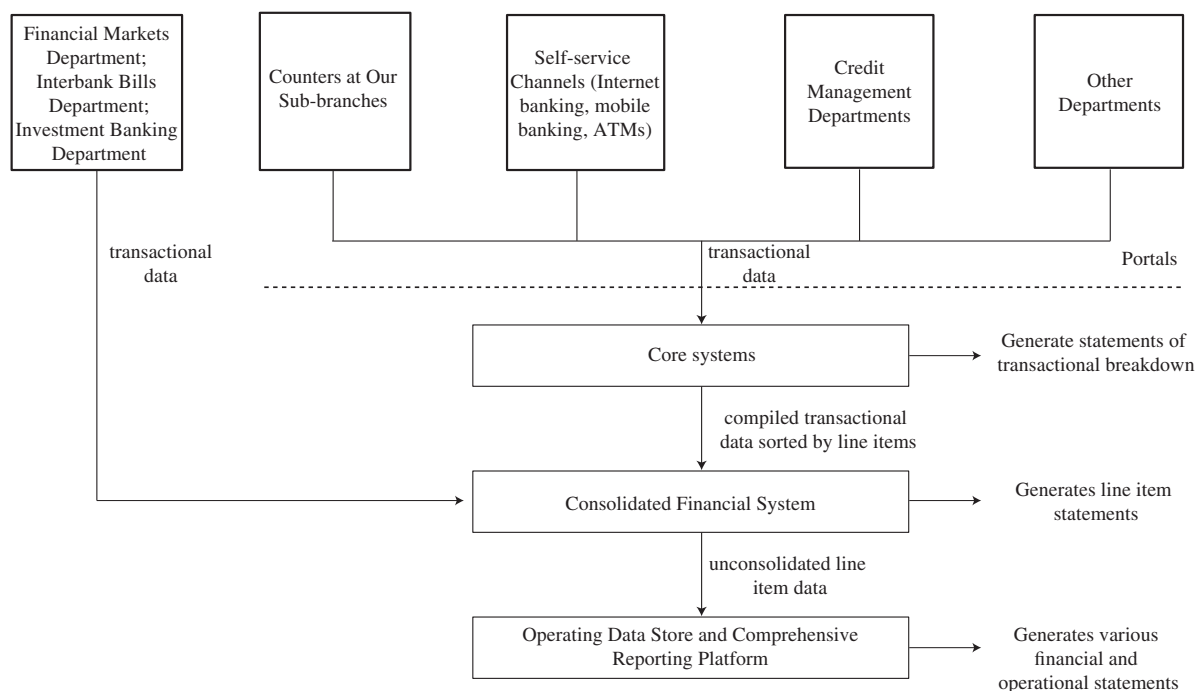 Financial Markets
Department;
Interbank Bills
Department;
Investment Banking
Department
Counters at Our
Sub-branches
Self-service
Channels (Internet
banking, mobile
banking, ATMs)
Credit
Management
Departments
Other
Departments
transactional
data
transactional
data
Portals
Core systems
Generate statements of
transactional breakdown
compiled transactional
data sorted by line items
Consolidated Financial System
Generates line item
statements
unconsolidated line
item data
Operating Data Store and Comprehensive
Reporting Platform
Generates various
financial and
operational statements